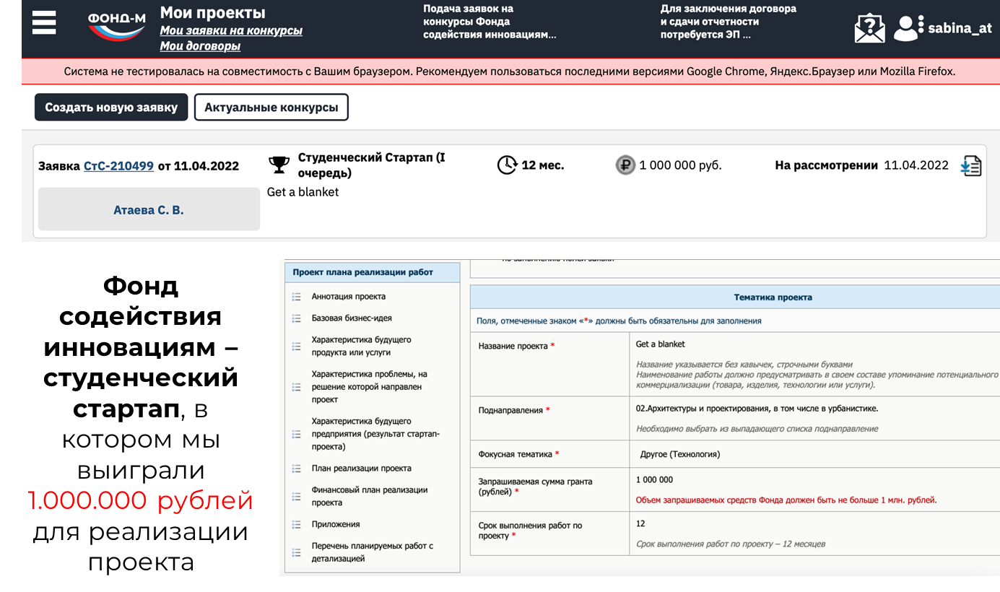 ФОНД-М
Мои проекты
Мои заявки на конкурсы
Мои договоры
Подача заявок на
конкурсы Фонда
содействия инновациям...
Для заключения договора
и сдачи отчетности
потребуется ЭП ...
sabina_at
Система не тестировалась на совместимость с Вашим браузером. Рекомендуем пользоваться последними версиями Google Chrome, Яндекс.Браузер или Mozilla Firefox.
Создать новую заявку
Актуальные конкурсы
Заявка СтС-210499 от 11.04.2022
Студенческий Стартап (I
очередь)
12 мес.
1 000 000 руб.
На рассмотрении 11.04.2022
Get a blanket
Атаева С. В.
Фонд
содействия
инновациям –
студенческий
стартап, в
котором мы
выиграли
1.000.000 рублей
для реализации
проекта
Проект плана реализации работ
Аннотация проекта
Базовая бизнес-идея
Характеристика будущего
продукта или услуги
Характеристика проблемы, на
решение которой направлен
проект
Характеристика будущего
предприятия (результат стартап-
проекта)
План реализации проекта
Финансовый план реализации
проекта
Приложения
Перечень планируемых работ с
детализацией
по заполнению полей заявки
Тематика проекта
Поля, отмеченные знаком «*» должны быть обязательны для заполнения
Название проекта *
Get a blanket
Название указывается без кавычек, строчными буквами
Наименование работы должно предусматривать в своем составе упоминание потенциального
коммерциализации (товара, изделия, технологии или услуги).
Поднаправления *
02.Архитектуры и проектирования, в том числе в урбанистике.
Необходимо выбрать из выпадающего списка поднаправление
Фокусная тематика *
Другое (Технология)
Запрашиваемая сумма гранта
(рублей) *
1 000 000
Объем запрашиваемых средств Фонда должен быть не больше 1 млн. рублей.
Срок выполнения работ по
проекту *
12
Срок выполнения работ по проекту – 12 месяцев